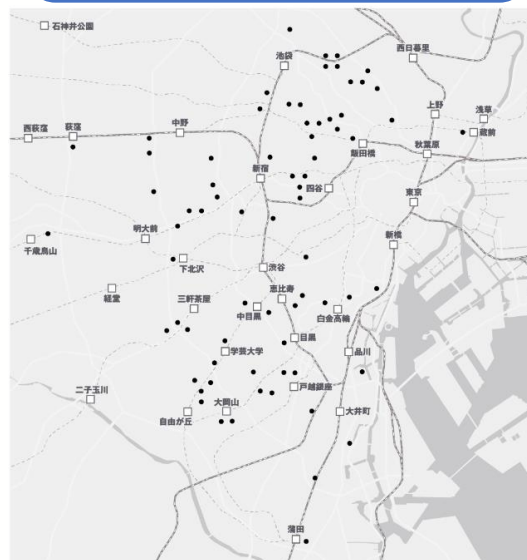 石神井公園
池袋
西日暮里
上野
浅草
蔵前
西荻窪
荻窪
中野
飯田橋
秋葉原
新宿
四谷
東京
明大前
新橋
千歳烏山
下北沢
渋谷
経堂
三軒茶屋
恵比寿
中目黒
白金高輪
目黒
学芸大学
品川
二子玉川
戸越銀座
自由が丘
大岡山
大井町
蒲田